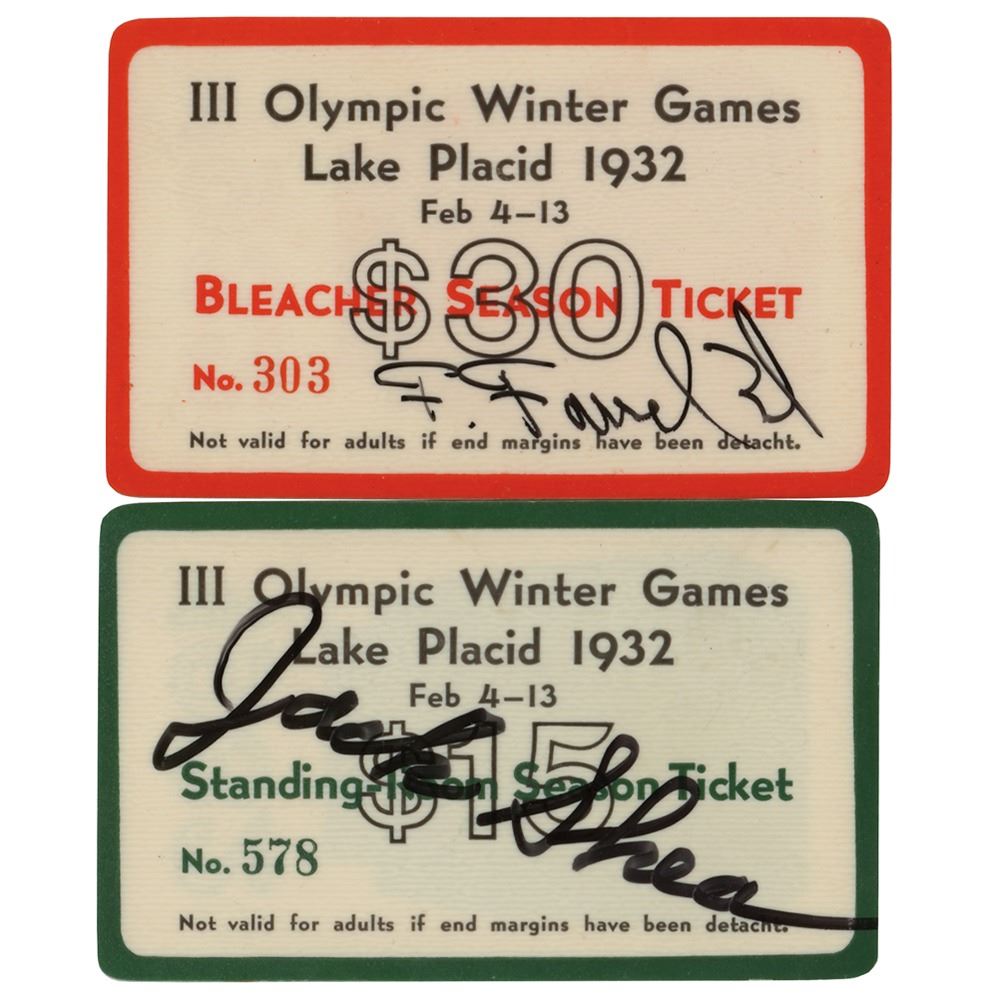 III Olympic Winter Games
Lake Placid 1932
Feb 4–13
$30
BLEACHER SEASON TICKET
No. 303
F. Farrell
Not valid for adults if end margins have been detacht.
III Olympic Winter Games
Lake Placid 1932
Feb 4–13
$15
Standing-Room Season Ticket
No. 578
Jack Shea
Not valid for adults if end margins have been detacht.